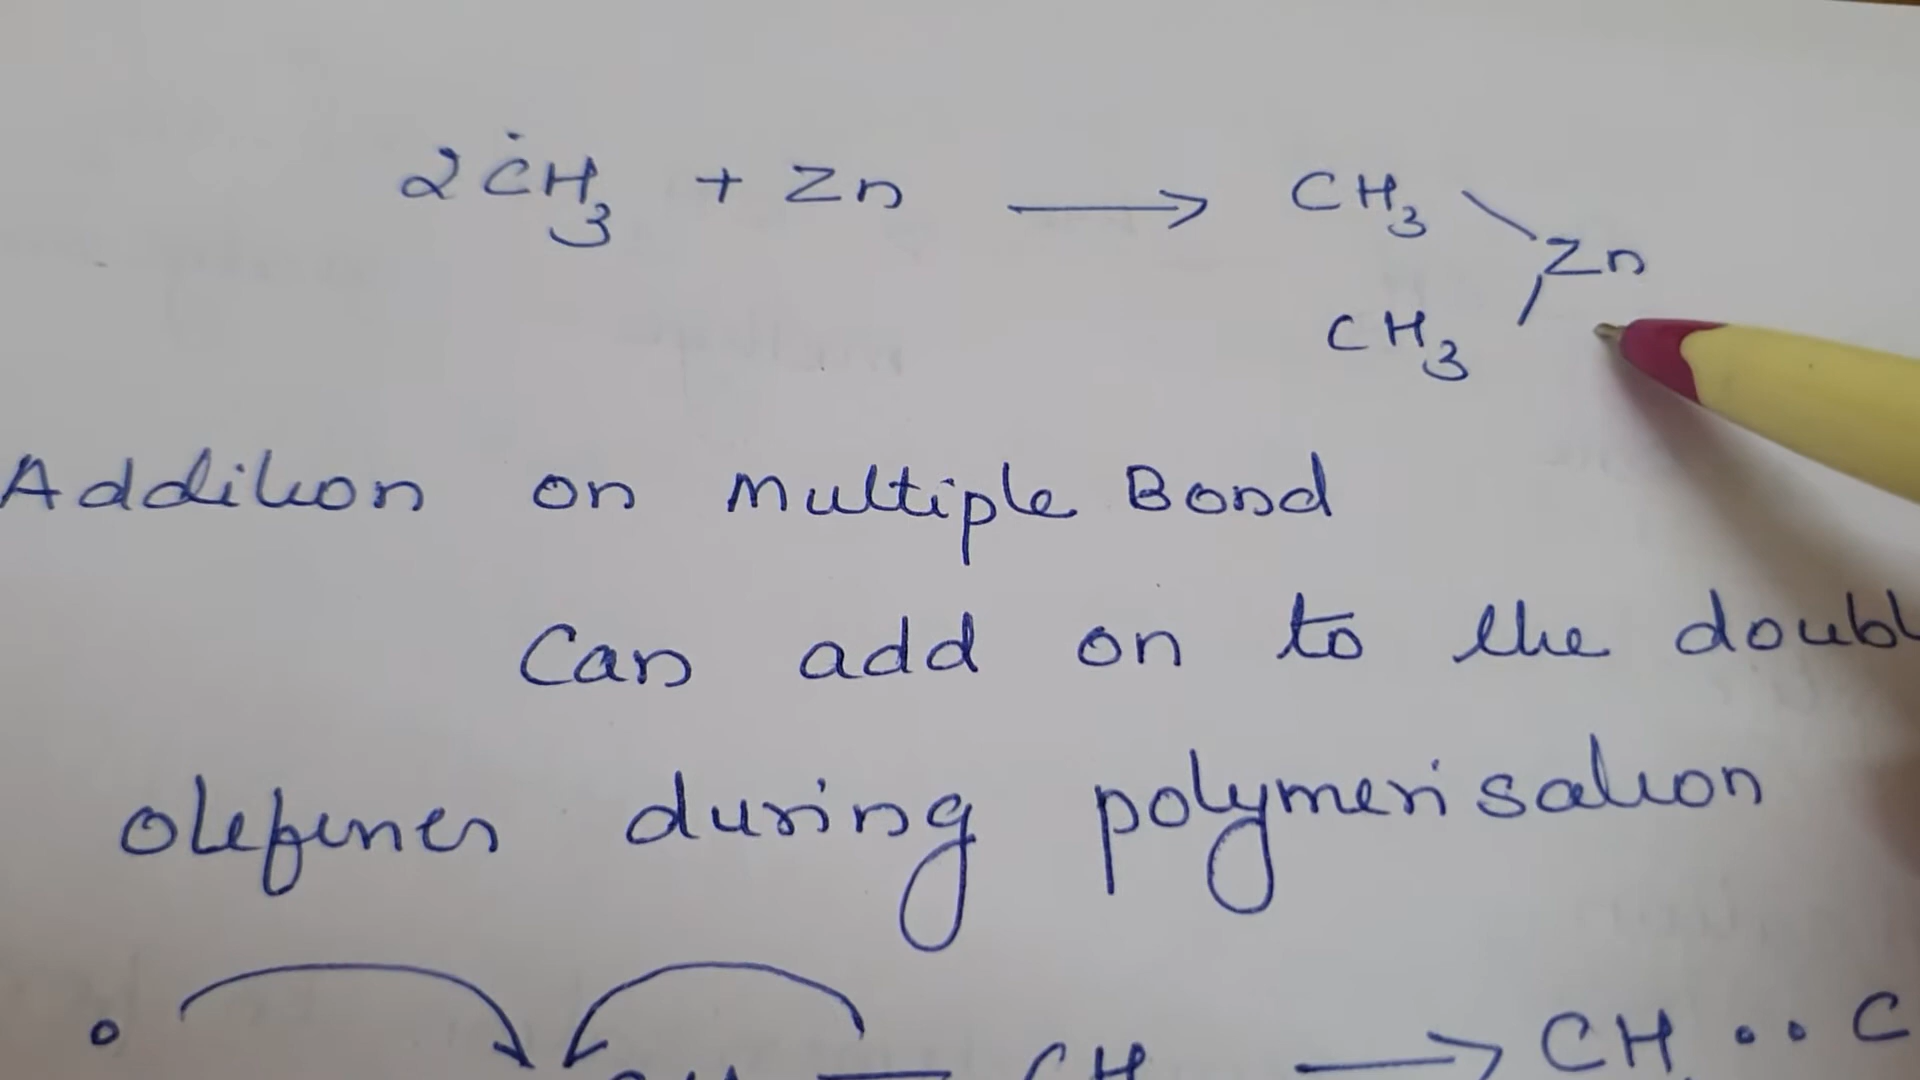 2ĊH₃ + Zn ⟶ CH₃ \ Zn
CH₃ /
Addition on Multiple Bond
Can add on to the doubl
olefines during polymerisation
CH ⟶ CH .. C